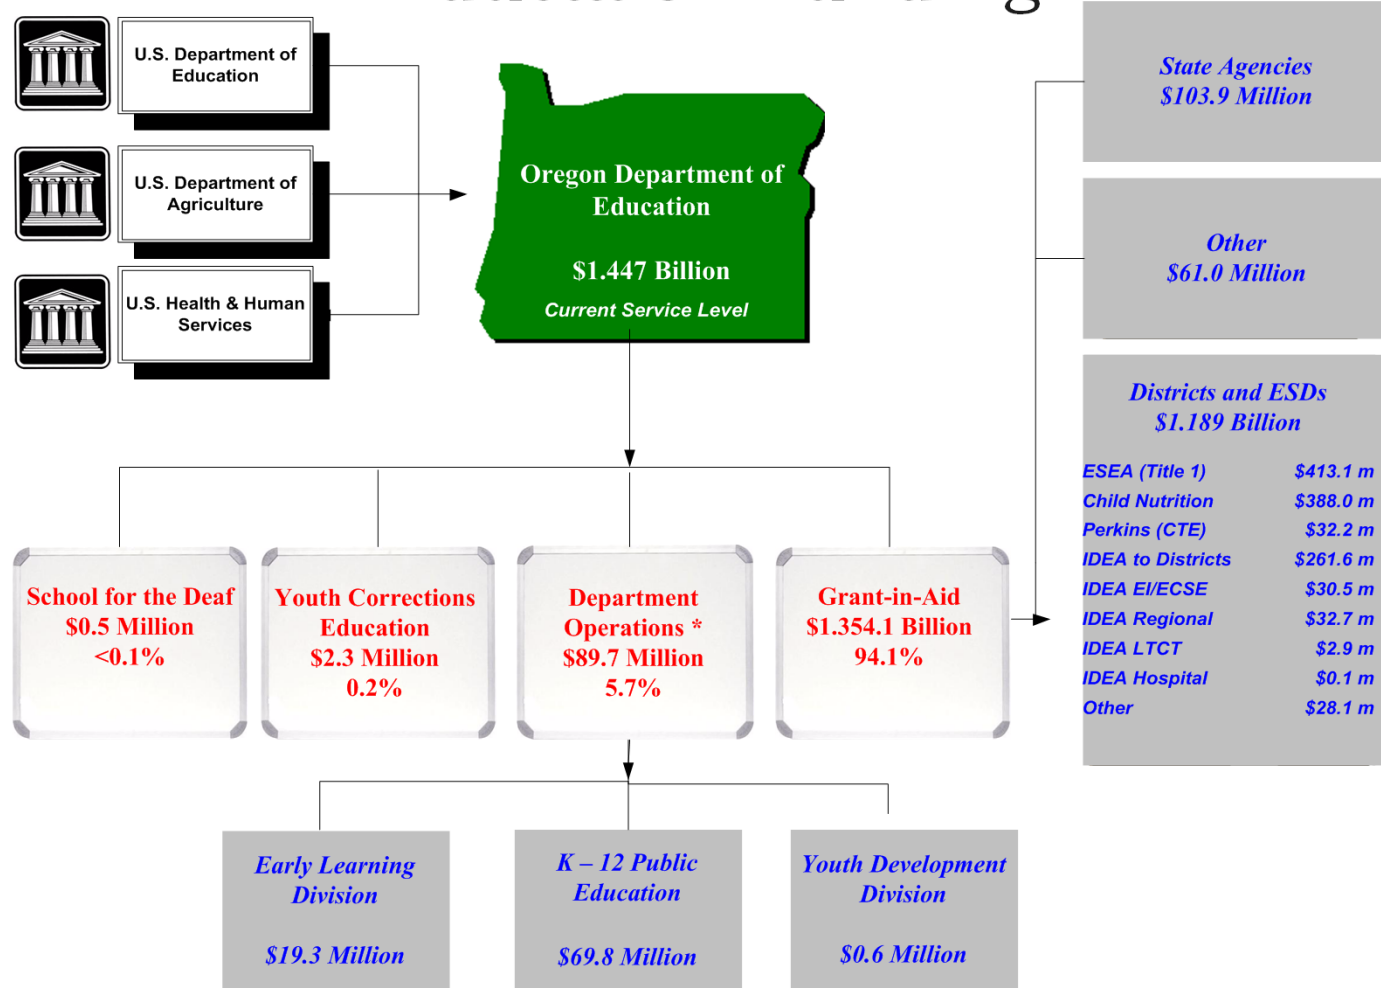 U.S. Department of
Education
U.S. Department of
Agriculture
U.S. Health & Human
Services
Oregon Department of
Education
$1.447 Billion
Current Service Level
State Agencies
$103.9 Million
Other
$61.0 Million
Districts and ESDs
$1.189 Billion
ESEA (Title 1) $413.1 m
Child Nutrition $388.0 m
Perkins (CTE) $32.2 m
IDEA to Districts $261.6 m
IDEA EI/ECSE $30.5 m
IDEA Regional $32.7 m
IDEA LTCT $2.9 m
IDEA Hospital $0.1 m
Other $28.1 m
School for the Deaf
$0.5 Million
<0.1%
Youth Corrections
Education
$2.3 Million
0.2%
Department
Operations *
$89.7 Million
5.7%
Grant-in-Aid
$1.354.1 Billion
94.1%
Early Learning
Division
$19.3 Million
K – 12 Public
Education
$69.8 Million
Youth Development
Division
$0.6 Million